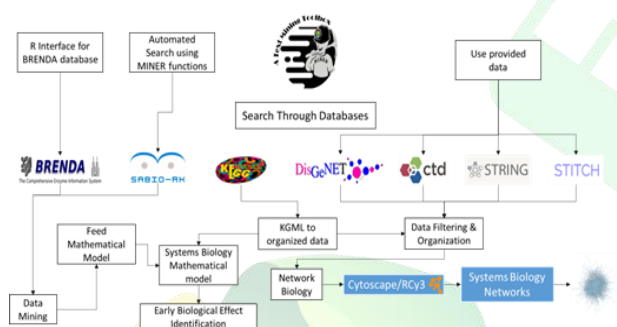 A Text Mining Toolbox
R Interface for
BRENDA database
Automated
Search using
MINER functions
Use provided
data
Search Through Databases
BRENDA
The Comprehensive Enzyme Information System
SABIO-RK
KEGG
DisGeNET
ctd
STRING
STITCH
Feed
Mathematical
Model
Systems Biology
Mathematical
model
KGML to
organized data
Data Filtering &
Organization
Network
Biology
Cytoscape/RCy3
Systems Biology
Networks
Data
Mining
Early Biological Effect
Identification